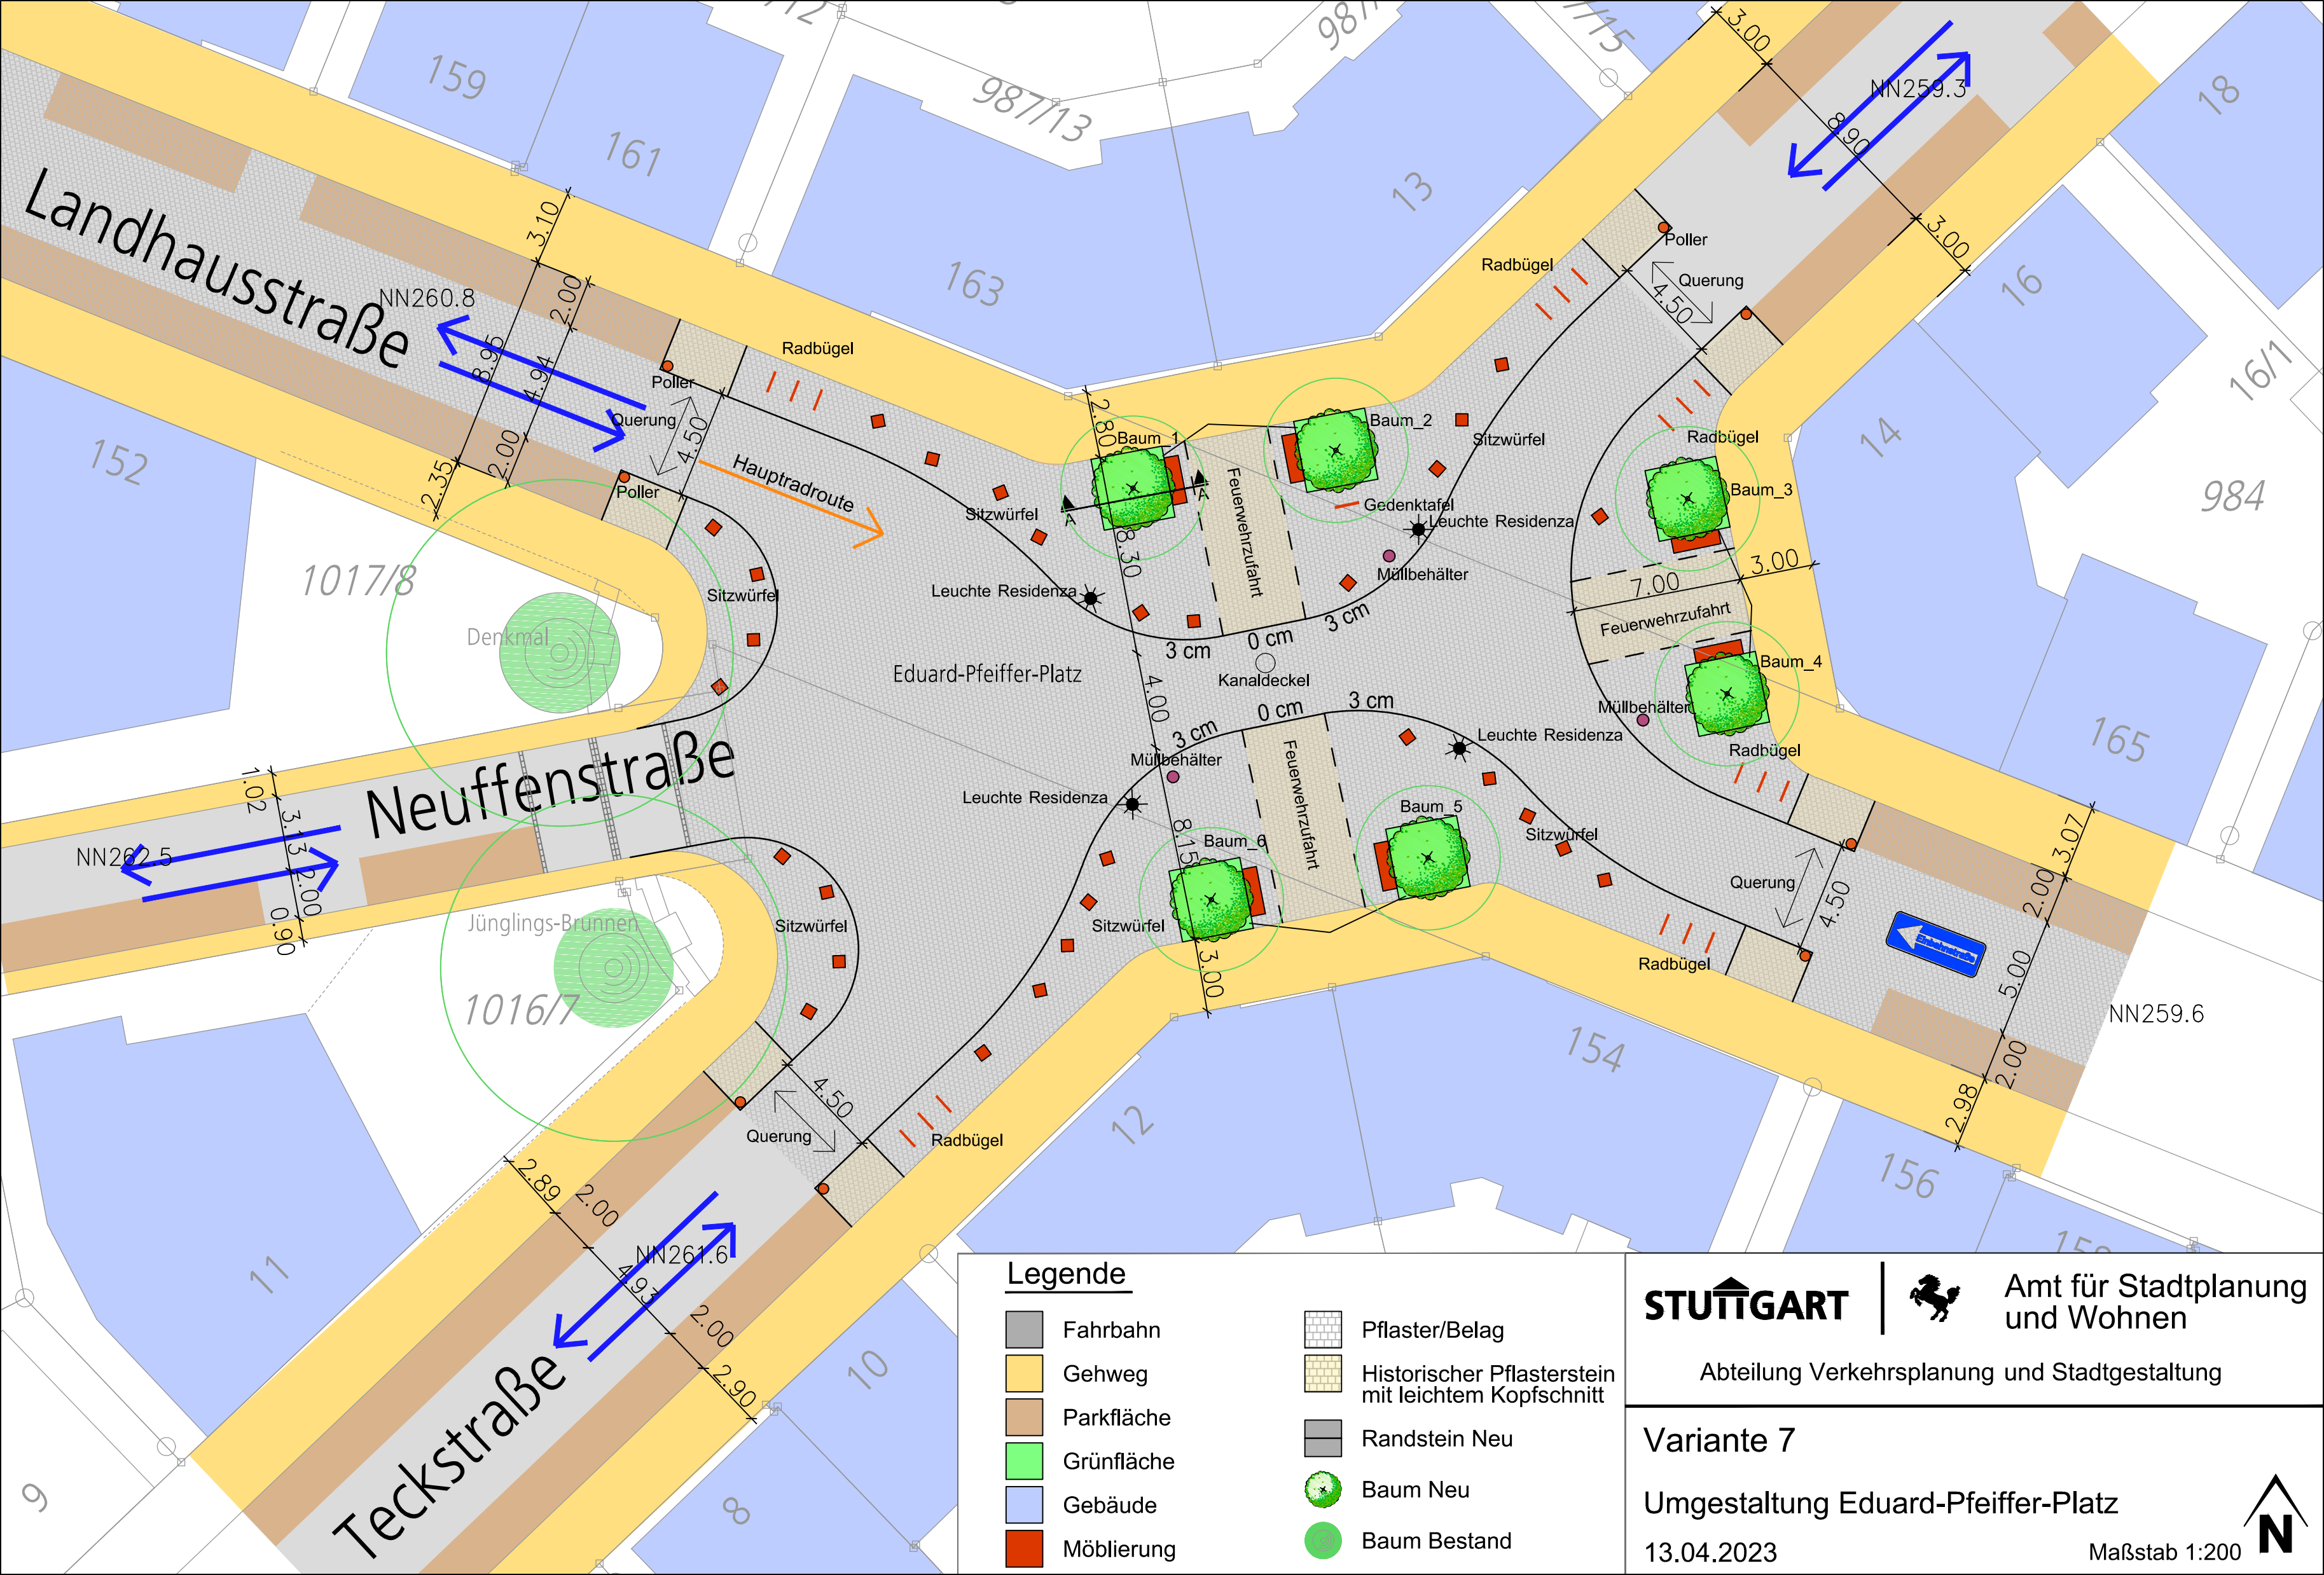 159
161
987/13
13
18
3.00
NN259.3
8.90
3.00
16
16/1
14
984
165
163
3.10
Landhausstraße
NN260.8
2.00
8.95
4.94
2.00
2.35
152
Radbügel
Poller
Querung
4.50
Poller
Hauptradroute
Sitzwürfel
2.80
Baum_1
A
A
8.30
Baum_2
Sitzwürfel
Feuerwehrzufahrt
Gedenktafel
Leuchte Residenza
Müllbehälter
Radbügel
Poller
Querung
4.50
Radbügel
Baum_3
3.00
7.00
Feuerwehrzufahrt
Baum_4
Müllbehälter
Radbügel
1017/8
Denkmal
Sitzwürfel
Leuchte Residenza
3 cm
0 cm
3 cm
Kanaldeckel
Eduard-Pfeiffer-Platz
4.00
3 cm
0 cm
3 cm
Müllbehälter
Leuchte Residenza
Leuchte Residenza
Neuffenstraße
1.02
3.13
2.00
0.90
NN262.5
Jünglings-Brunnen
1016/7
Sitzwürfel
8.15
Baum_6
Feuerwehrzufahrt
Baum_5
Sitzwürfel
Sitzwürfel
3.00
Radbügel
Querung
4.50
Einbahnstraße
3.07
2.00
5.00
2.00
2.98
NN259.6
154
156
12
Querung
4.50
Radbügel
2.89
2.00
NN261.6
4.93
2.00
2.90
Teckstraße
11
10
9
8
Legende
Fahrbahn
Gehweg
Parkfläche
Grünfläche
Gebäude
Möblierung
Pflaster/Belag
Historischer Pflasterstein
mit leichtem Kopfschnitt
Randstein Neu
Baum Neu
Baum Bestand
STUTTGART
Amt für Stadtplanung
und Wohnen
Abteilung Verkehrsplanung und Stadtgestaltung
Variante 7
Umgestaltung Eduard-Pfeiffer-Platz
13.04.2023
Maßstab 1:200
N